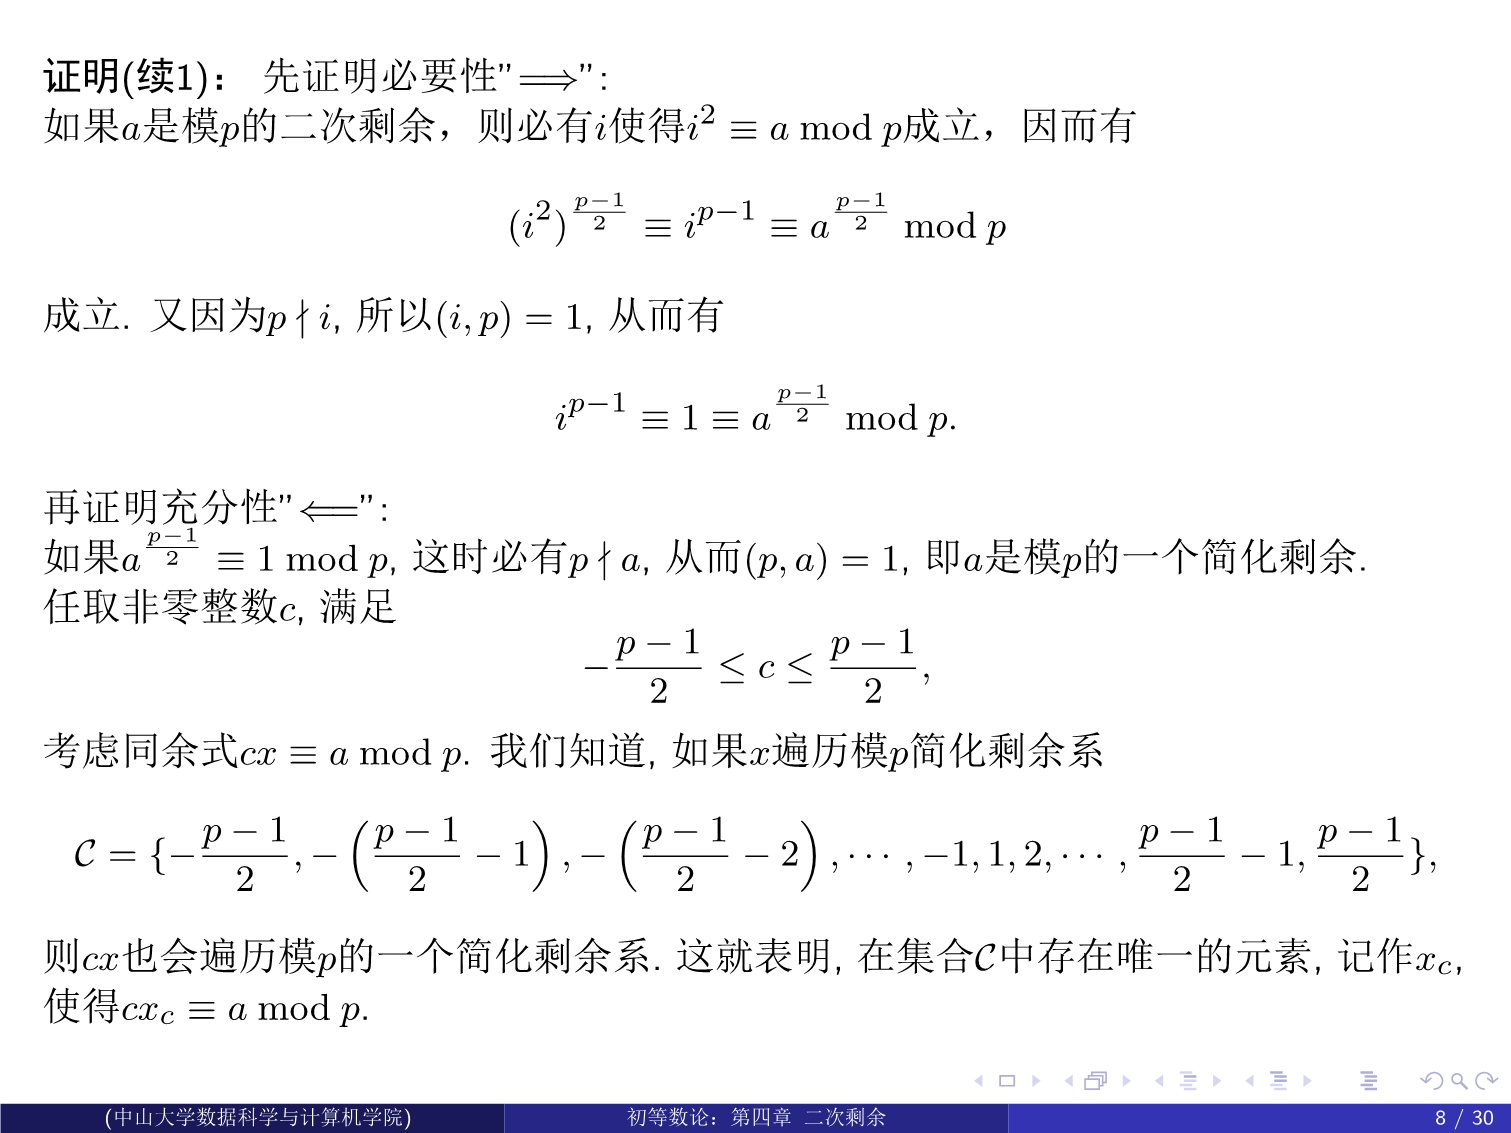 证明(续1)： 先证明必要性"⟹":
如果a是模p的二次剩余，则必有i使得i² ≡ a mod p成立，因而有
(i²)^{\frac{p−1}{2}} ≡ i^{p−1} ≡ a^{\frac{p−1}{2}} mod p
成立. 又因为p ∤ i, 所以(i, p) = 1, 从而有
i^{p−1} ≡ 1 ≡ a^{\frac{p−1}{2}} mod p.
再证明充分性"⟸":
如果a^{\frac{p−1}{2}} ≡ 1 mod p, 这时必有p ∤ a, 从而(p, a) = 1, 即a是模p的一个简化剩余.
任取非零整数c, 满足
−\frac{p − 1}{2} ≤ c ≤ \frac{p − 1}{2},
考虑同余式cx ≡ a mod p. 我们知道, 如果x遍历模p简化剩余系
𝒞 = {−\frac{p − 1}{2}, −(\frac{p − 1}{2} − 1), −(\frac{p − 1}{2} − 2), ⋯ , −1, 1, 2, ⋯ , \frac{p − 1}{2} − 1, \frac{p − 1}{2}},
则cx也会遍历模p的一个简化剩余系. 这就表明, 在集合𝒞中存在唯一的元素, 记作x_c,
使得cx_c ≡ a mod p.
(中山大学数据科学与计算机学院) 初等数论：第四章 二次剩余 8 / 30